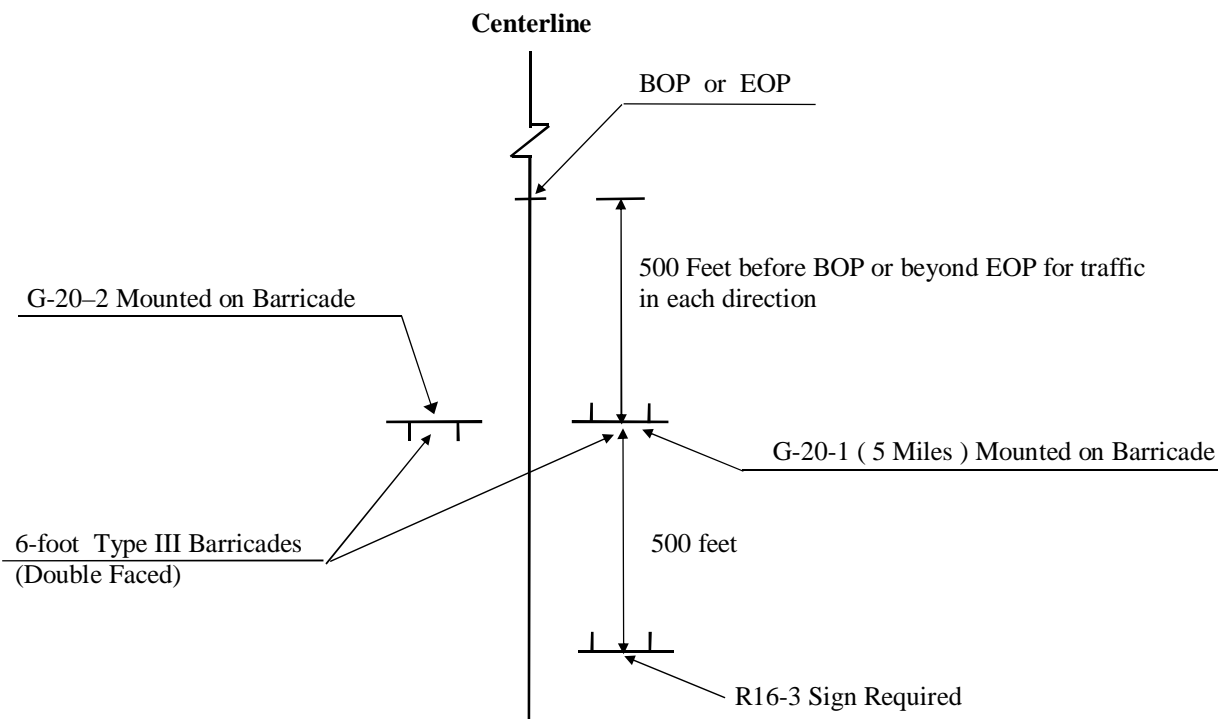 Centerline
BOP or EOP
500 Feet before BOP or beyond EOP for traffic
in each direction
G-20–2 Mounted on Barricade
G-20-1 ( 5 Miles ) Mounted on Barricade
6-foot Type III Barricades
(Double Faced)
500 feet
R16-3 Sign Required